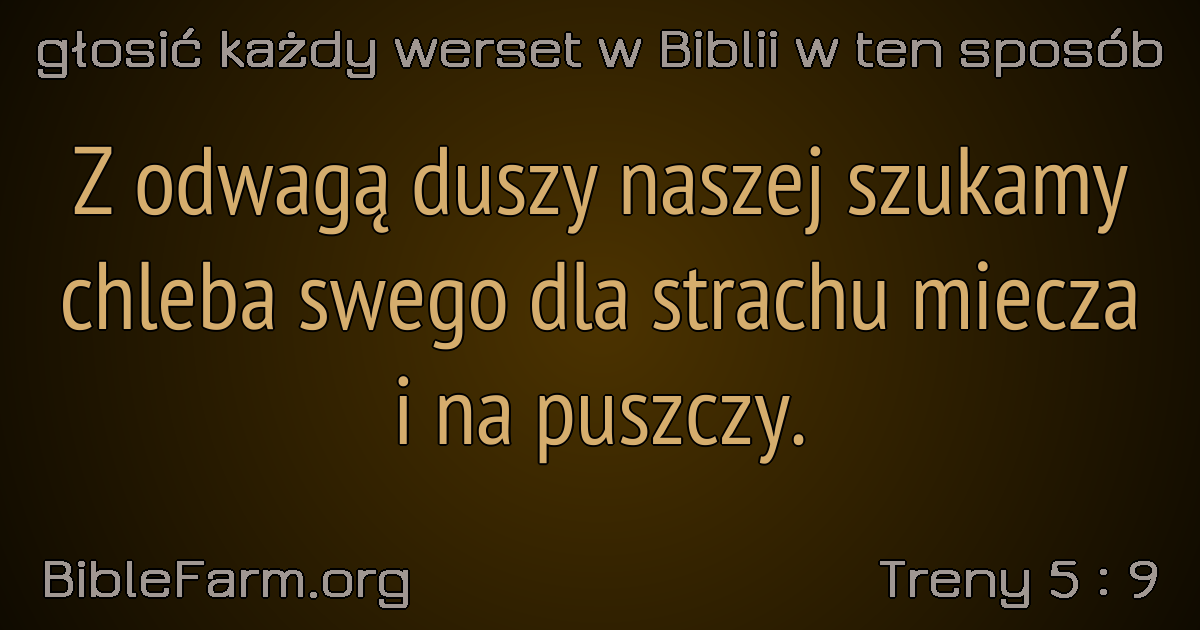 głosić każdy werset w Biblii w ten sposób
Z odwagą duszy naszej szukamy
chleba swego dla strachu miecza
i na puszczy.
BibleFarm.org
Treny 5 : 9